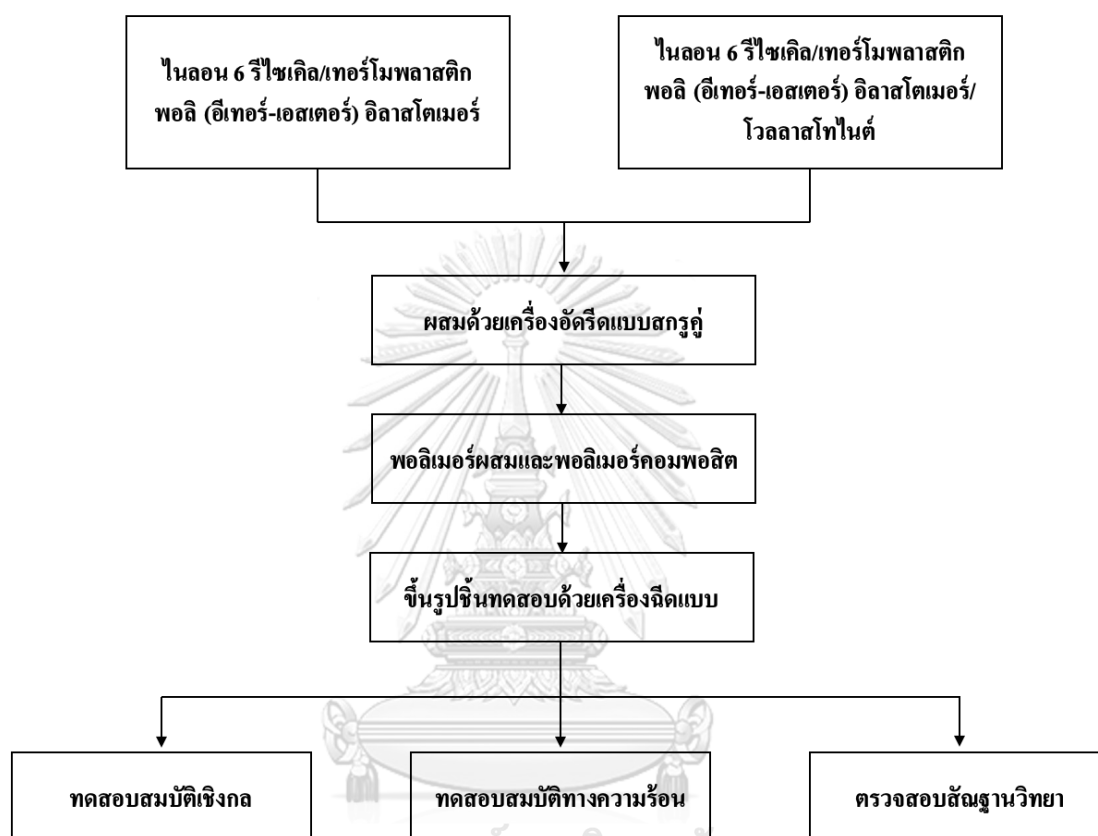 ไนลอน 6 รีไซเคิล/เทอร์โมพลาสติก
พอลิ (อีเทอร์-เอสเตอร์) อิลาสโตเมอร์
ไนลอน 6 รีไซเคิล/เทอร์โมพลาสติก
พอลิ (อีเทอร์-เอสเตอร์) อิลาสโตเมอร์/
โวลลาสโทไนต์
ผสมด้วยเครื่องอัดรีดแบบสกรูคู่
พอลิเมอร์ผสมและพอลิเมอร์คอมพอสิต
ขึ้นรูปชิ้นทดสอบด้วยเครื่องฉีดแบบ
ทดสอบสมบัติเชิงกล
ทดสอบสมบัติทางความร้อน
ตรวจสอบสัณฐานวิทยา